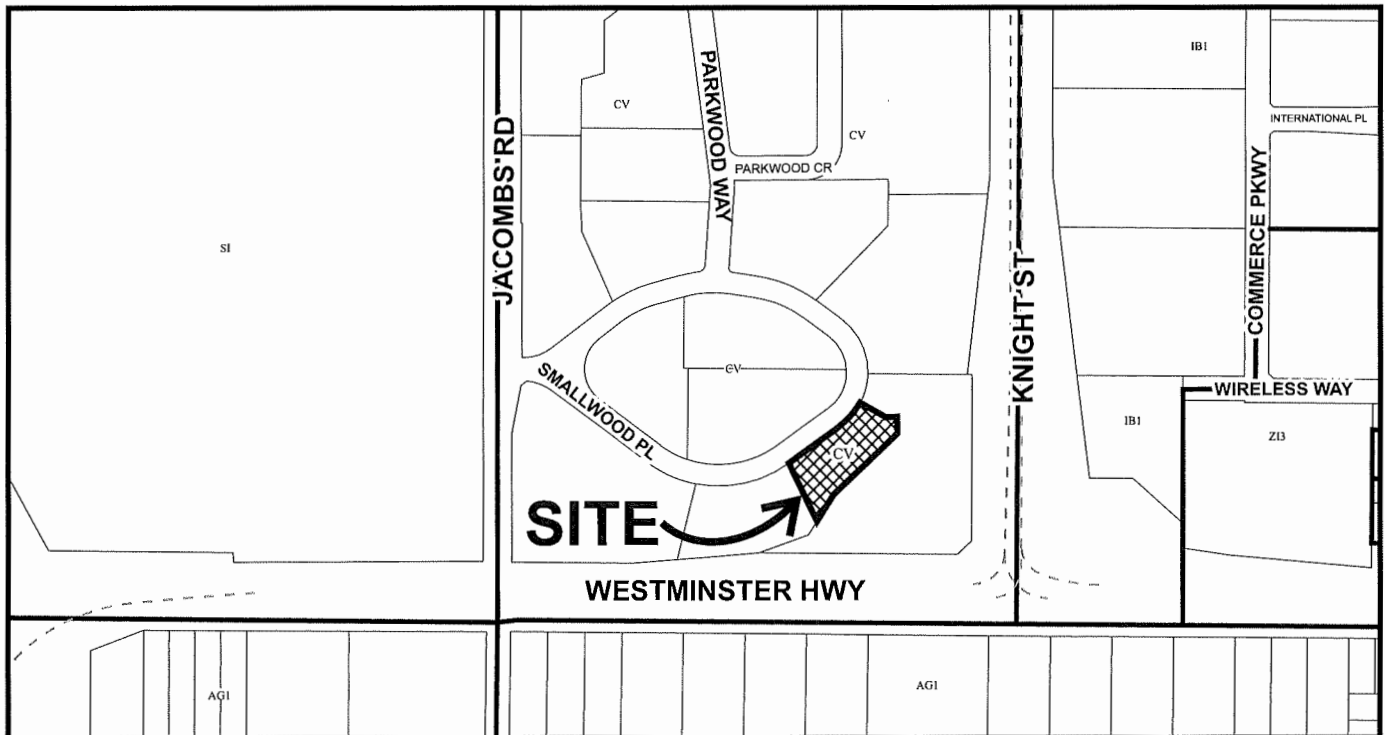 IB1
PARKWOOD WAY
CV
INTERNATIONAL PL
JACOMBS RD
CV
PARKWOOD CR
COMMERCE PKWY
SI
KNIGHT ST
CV
SMALLWOOD PL
WIRELESS WAY
IB1
ZI3
CV
SITE
WESTMINSTER HWY
AG1
AG1